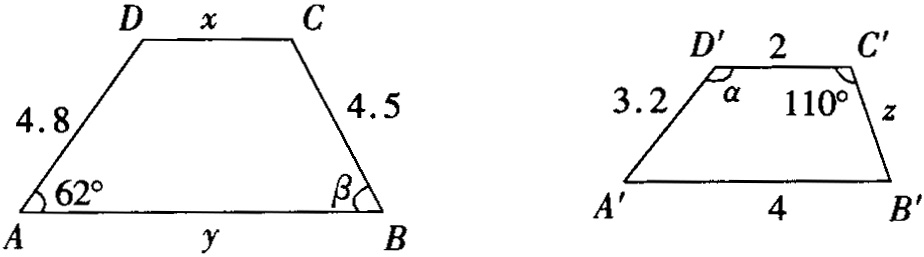 D x C
4.8 4.5
62° β
A y B
D′ 2 C′
3.2 α 110° z
A′ 4 B′